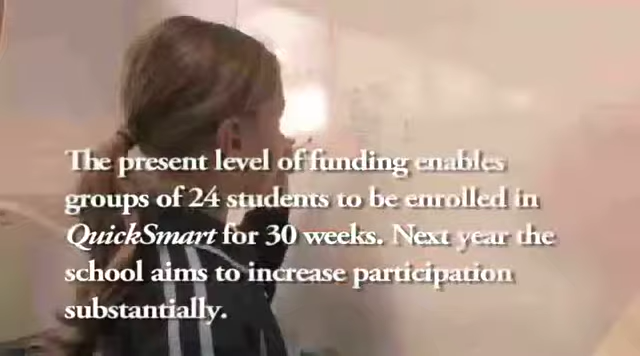 The present level of funding enables
groups of 24 students to be enrolled in
QuickSmart for 30 weeks. Next year the
school aims to increase participation
substantially.